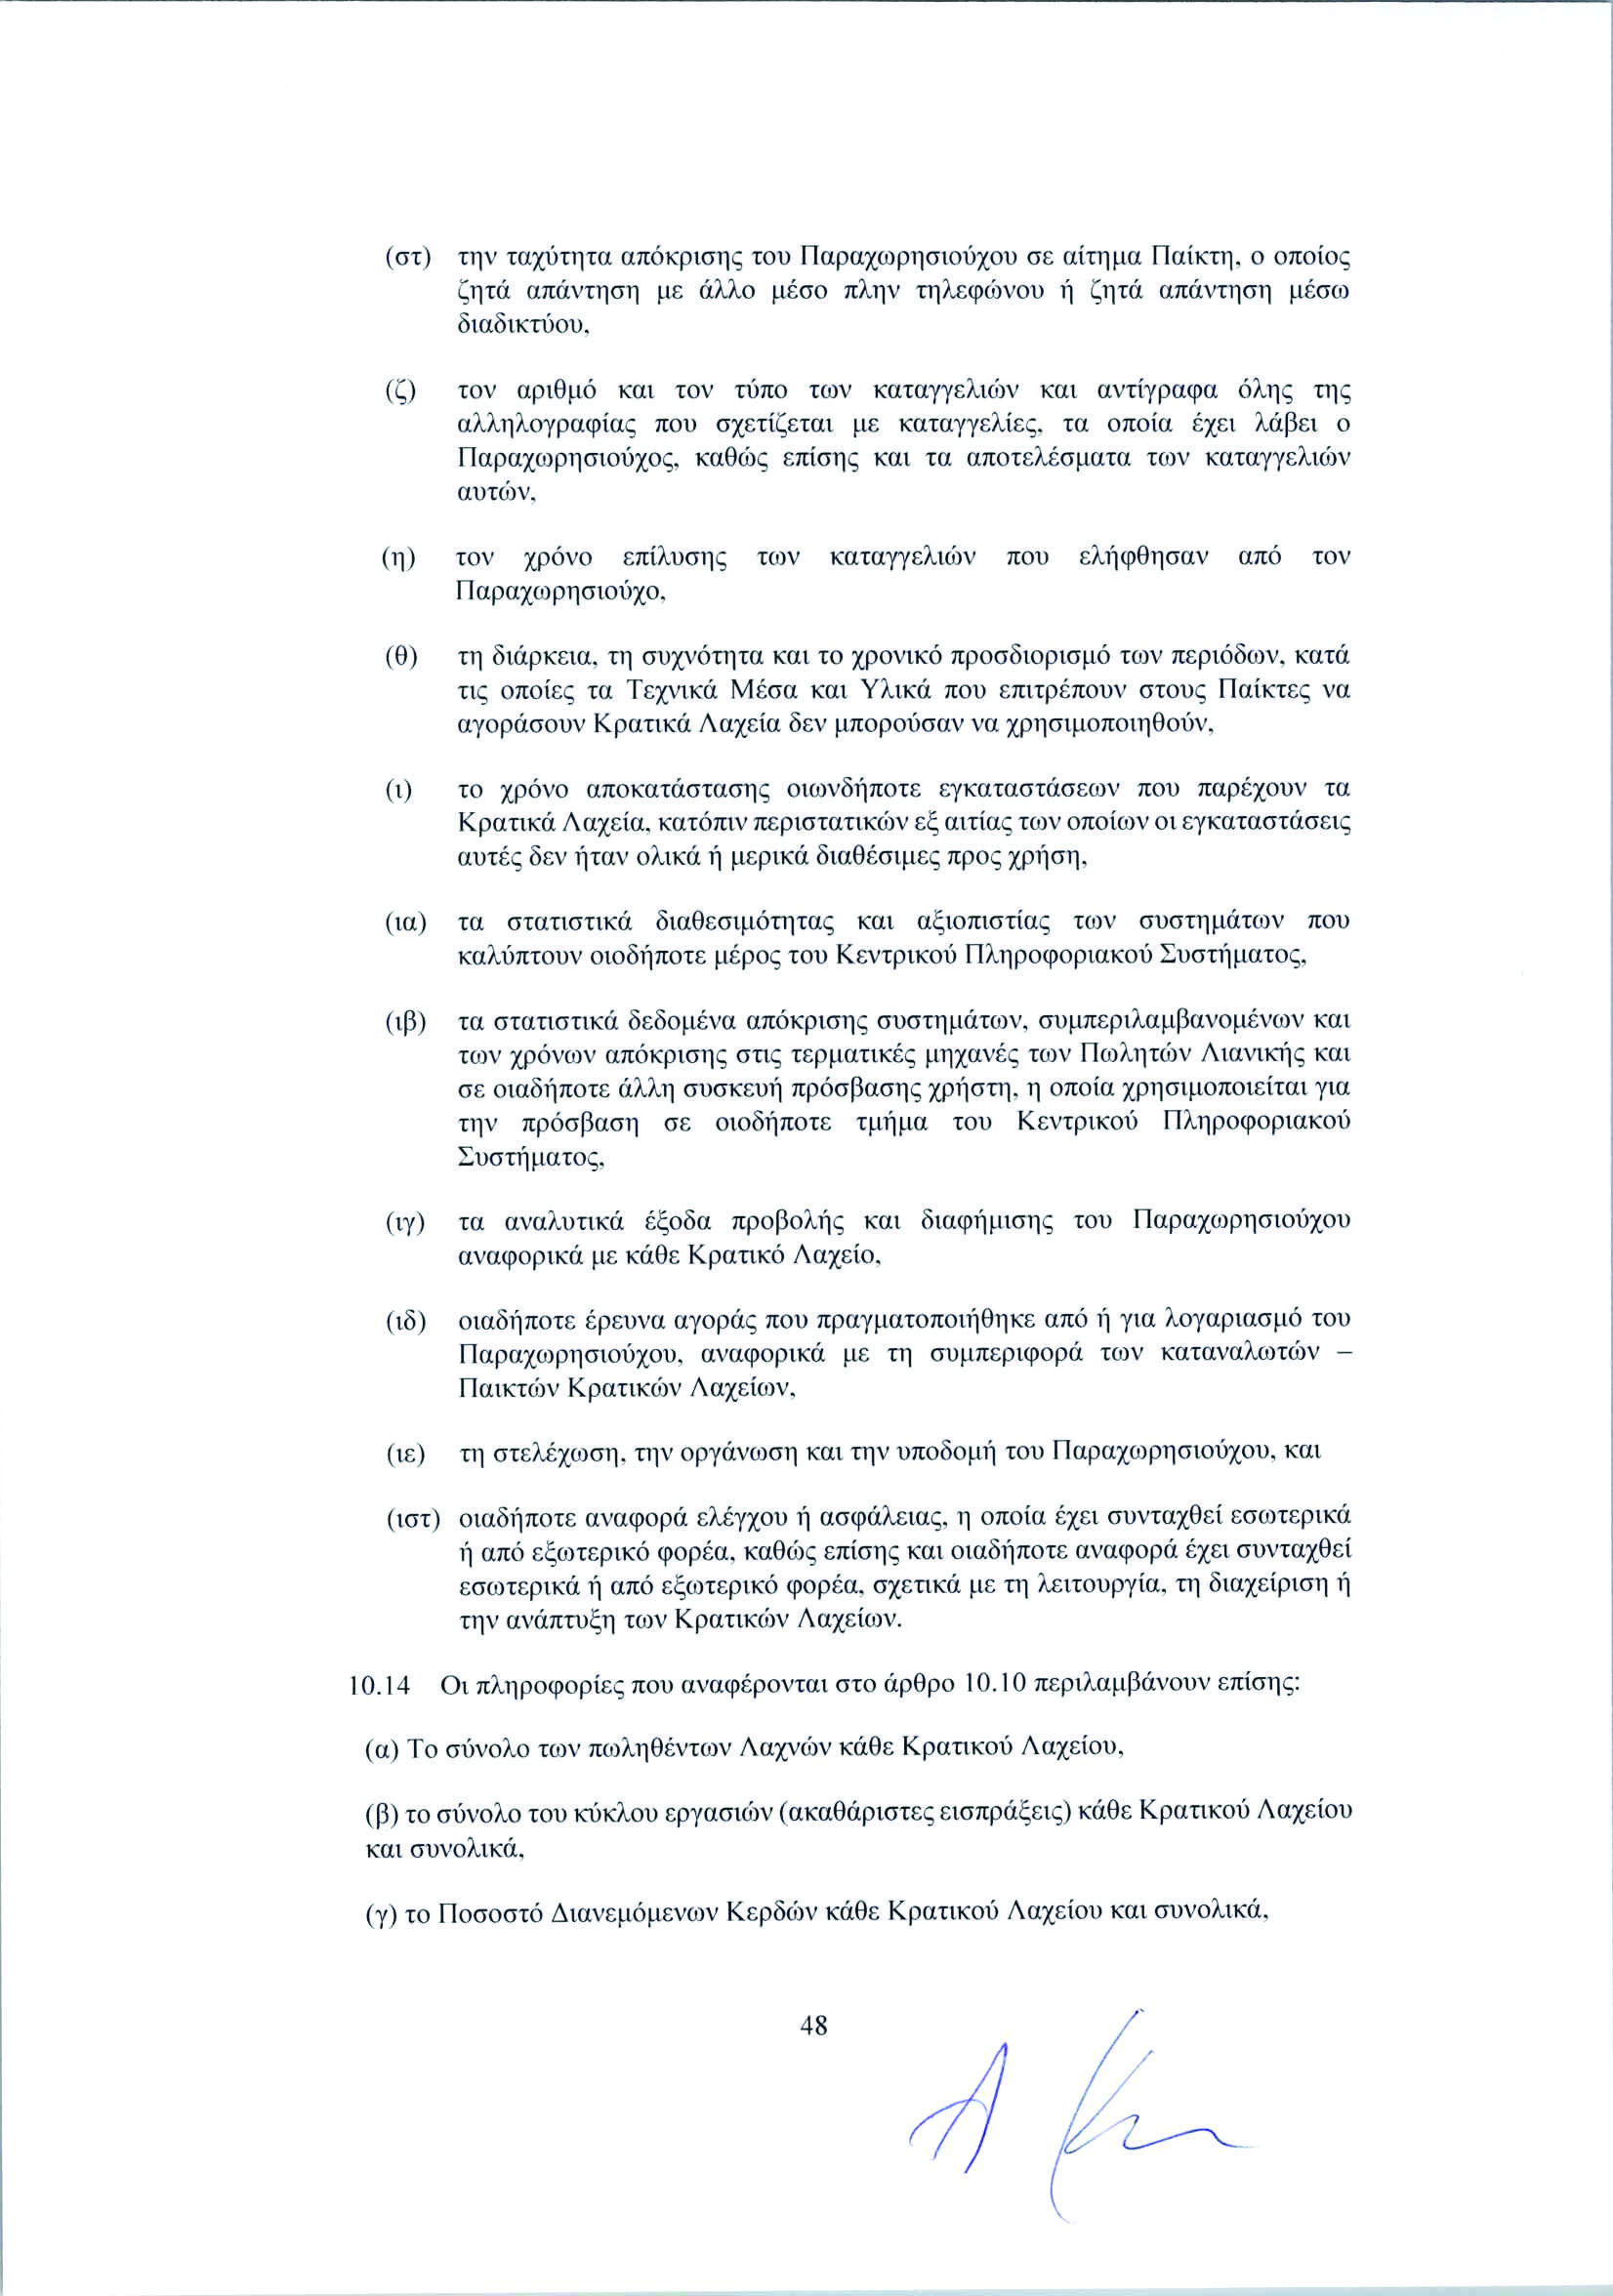 (στ) την ταχύτητα απόκρισης του Παραχωρησιούχου σε αίτημα Παίκτη, ο οποίος
ζητά απάντηση με άλλο μέσο πλην τηλεφώνου ή ζητά απάντηση μέσω
διαδικτύου,
(ζ) τον αριθμό και τον τύπο των καταγγελιών και αντίγραφα όλης της
αλληλογραφίας που σχετίζεται με καταγγελίες, τα οποία έχει λάβει ο
Παραχωρησιούχος, καθώς επίσης και τα αποτελέσματα των καταγγελιών
αυτών,
(η) τον χρόνο επίλυσης των καταγγελιών που ελήφθησαν από τον
Παραχωρησιούχο,
(θ) τη διάρκεια, τη συχνότητα και το χρονικό προσδιορισμό των περιόδων, κατά
τις οποίες τα Τεχνικά Μέσα και Υλικά που επιτρέπουν στους Παίκτες να
αγοράσουν Κρατικά Λαχεία δεν μπορούσαν να χρησιμοποιηθούν,
(ι) το χρόνο αποκατάστασης οιωνδήποτε εγκαταστάσεων που παρέχουν τα
Κρατικά Λαχεία, κατόπιν περιστατικών εξ αιτίας των οποίων οι εγκαταστάσεις
αυτές δεν ήταν ολικά ή μερικά διαθέσιμες προς χρήση,
(ια) τα στατιστικά διαθεσιμότητας και αξιοπιστίας των συστημάτων που
καλύπτουν οιοδήποτε μέρος του Κεντρικού Πληροφοριακού Συστήματος,
(ιβ) τα στατιστικά δεδομένα απόκρισης συστημάτων, συμπεριλαμβανομένων και
των χρόνων απόκρισης στις τερματικές μηχανές των Πωλητών Λιανικής και
σε οιαδήποτε άλλη συσκευή πρόσβασης χρήστη, η οποία χρησιμοποιείται για
την πρόσβαση σε οιοδήποτε τμήμα του Κεντρικού Πληροφοριακού
Συστήματος,
(ιγ) τα αναλυτικά έξοδα προβολής και διαφήμισης του Παραχωρησιούχου
αναφορικά με κάθε Κρατικό Λαχείο,
(ιδ) οιαδήποτε έρευνα αγοράς που πραγματοποιήθηκε από ή για λογαριασμό του
Παραχωρησιούχου, αναφορικά με τη συμπεριφορά των καταναλωτών –
Παικτών Κρατικών Λαχείων,
(ιε) τη στελέχωση, την οργάνωση και την υποδομή του Παραχωρησιούχου, και
(ιστ) οιαδήποτε αναφορά ελέγχου ή ασφάλειας, η οποία έχει συνταχθεί εσωτερικά
ή από εξωτερικό φορέα, καθώς επίσης και οιαδήποτε αναφορά έχει συνταχθεί
εσωτερικά ή από εξωτερικό φορέα, σχετικά με τη λειτουργία, τη διαχείριση ή
την ανάπτυξη των Κρατικών Λαχείων.
10.14 Οι πληροφορίες που αναφέρονται στο άρθρο 10.10 περιλαμβάνουν επίσης:
(α) Το σύνολο των πωληθέντων Λαχνών κάθε Κρατικού Λαχείου,
(β) το σύνολο του κύκλου εργασιών (ακαθάριστες εισπράξεις) κάθε Κρατικού Λαχείου
και συνολικά,
(γ) το Ποσοστό Διανεμόμενων Κερδών κάθε Κρατικού Λαχείου και συνολικά,
48